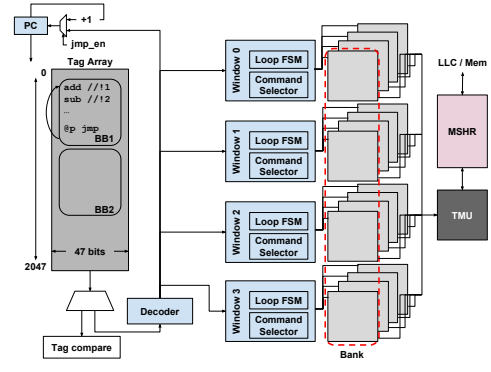 PC
+1
jmp_en
Tag Array
0
add //!1
sub //!2
…
@p jmp
BB1
BB2
47 bits
2047
Decoder
Tag compare
Window 0
Loop FSM
Command
Selector
Window 1
Loop FSM
Command
Selector
Window 2
Loop FSM
Command
Selector
Window 3
Loop FSM
Command
Selector
Bank
LLC / Mem
MSHR
TMU